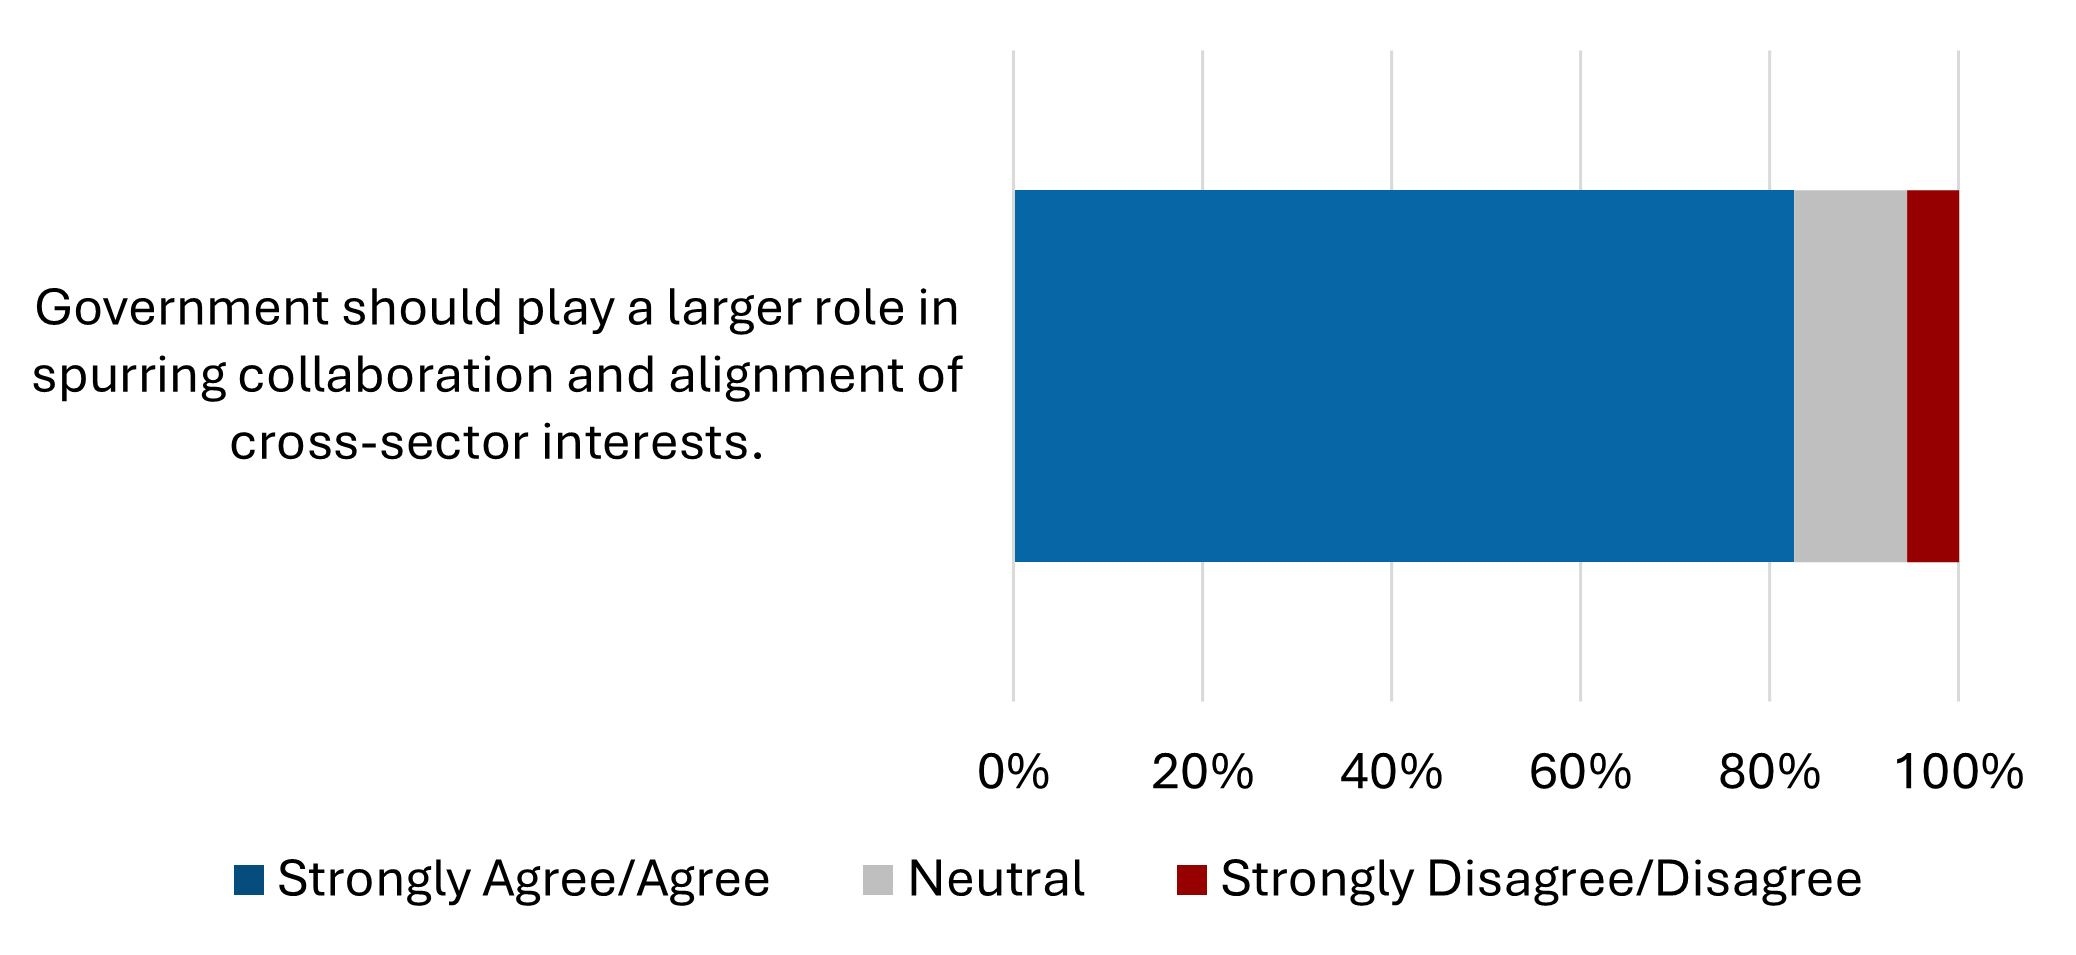 Government should play a larger role in
spurring collaboration and alignment of
cross-sector interests.
0% 20% 40% 60% 80% 100%
Strongly Agree/Agree Neutral Strongly Disagree/Disagree